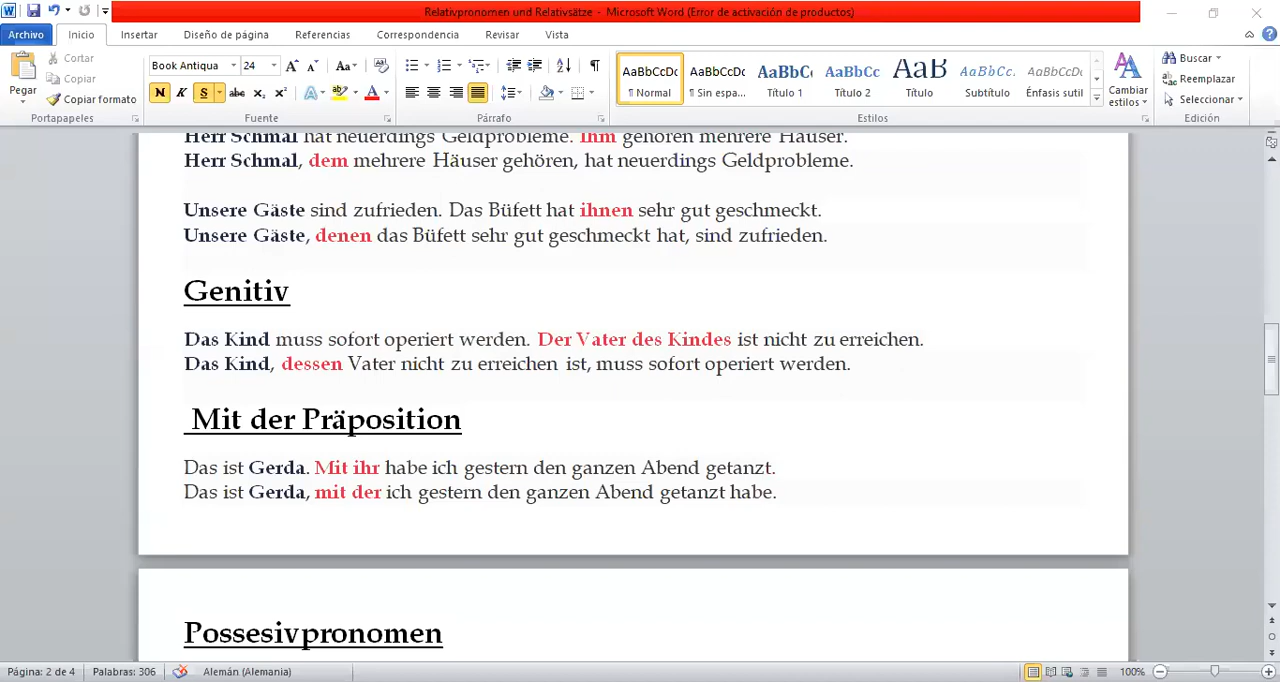 Relativpronomen und Relativsätze - Microsoft Word (Error de activación de productos)
Archivo Inicio Insertar Diseño de página Referencias Correspondencia Revisar Vista
Pegar
Cortar
Copiar
Copiar formato
Portapapeles
Book Antiqua 24
N K S abc x₂ x²
Fuente
Párrafo
AaBbCcDc AaBbCcDc AaBbC AaBbCc AaB AaBbCc. AaBbCcDc
¶ Normal ¶ Sin espa... Título 1 Título 2 Título Subtítulo Énfasis sutil
Cambiar estilos
Estilos
Buscar
Reemplazar
Seleccionar
Edición
Herr Schmal hat neuerdings Geldprobleme. Ihm gehören mehrere Häuser.
Herr Schmal, dem mehrere Häuser gehören, hat neuerdings Geldprobleme.
Unsere Gäste sind zufrieden. Das Büfett hat ihnen sehr gut geschmeckt.
Unsere Gäste, denen das Büfett sehr gut geschmeckt hat, sind zufrieden.
Genitiv
Das Kind muss sofort operiert werden. Der Vater des Kindes ist nicht zu erreichen.
Das Kind, dessen Vater nicht zu erreichen ist, muss sofort operiert werden.
Mit der Präposition
Das ist Gerda. Mit ihr habe ich gestern den ganzen Abend getanzt.
Das ist Gerda, mit der ich gestern den ganzen Abend getanzt habe.
Possesivpronomen
Página: 2 de 4 Palabras: 306 Alemán (Alemania) 100%